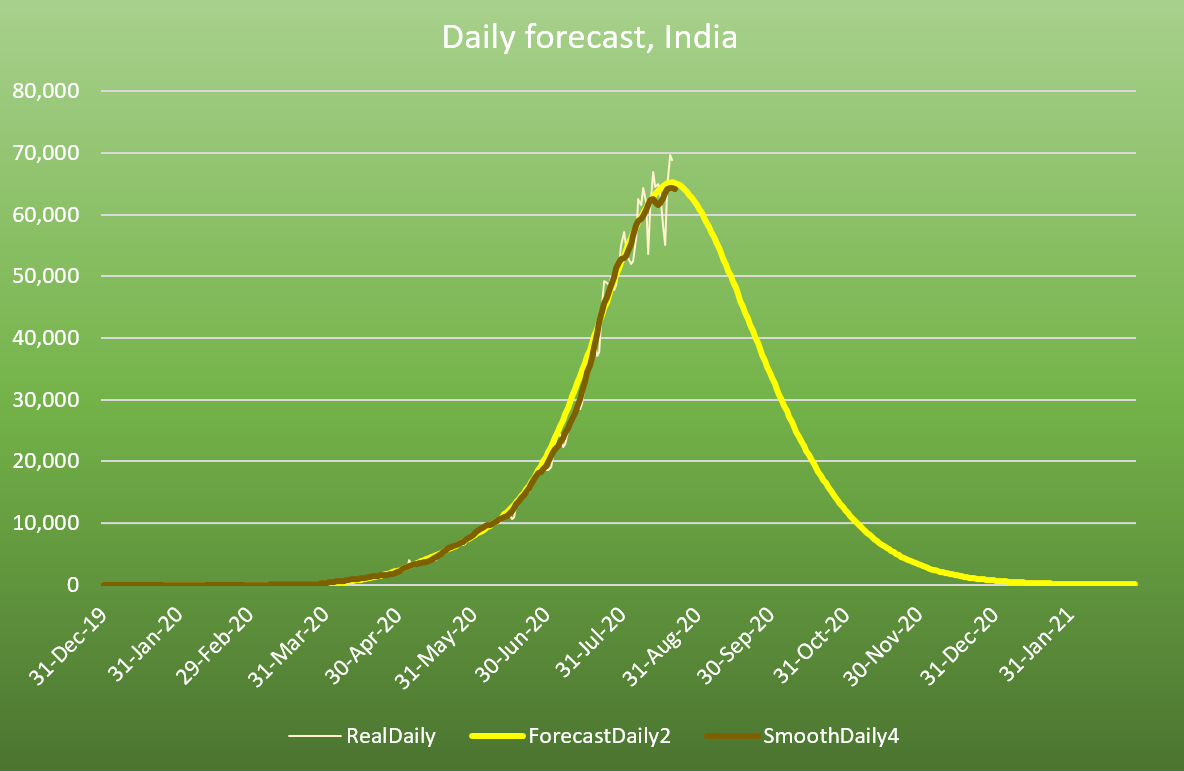 Daily forecast, India
80,000
70,000
60,000
50,000
40,000
30,000
20,000
10,000
0
31-Dec-19
31-Jan-20
29-Feb-20
31-Mar-20
30-Apr-20
31-May-20
30-Jun-20
31-Jul-20
31-Aug-20
30-Sep-20
31-Oct-20
30-Nov-20
31-Dec-20
31-Jan-21
RealDaily
ForecastDaily2
SmoothDaily4